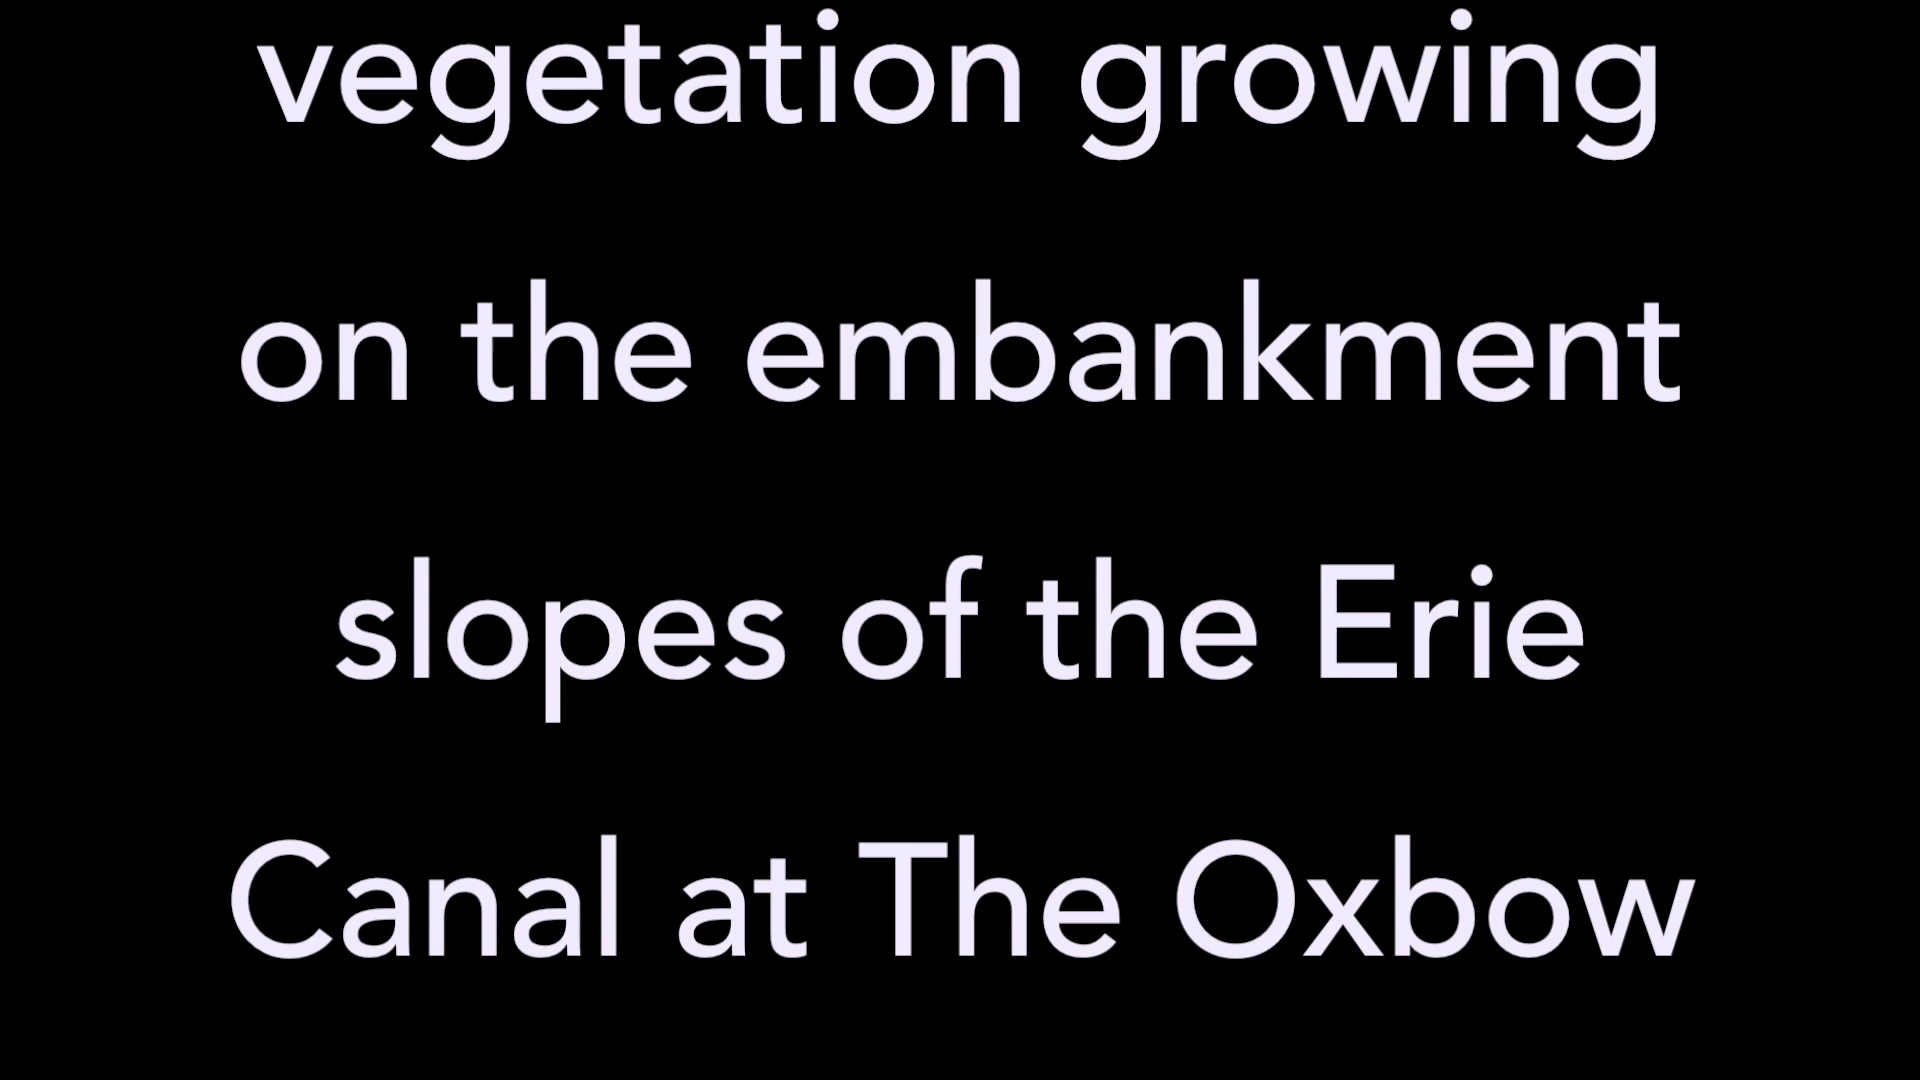 vegetation growing
on the embankment
slopes of the Erie
Canal at The Oxbow